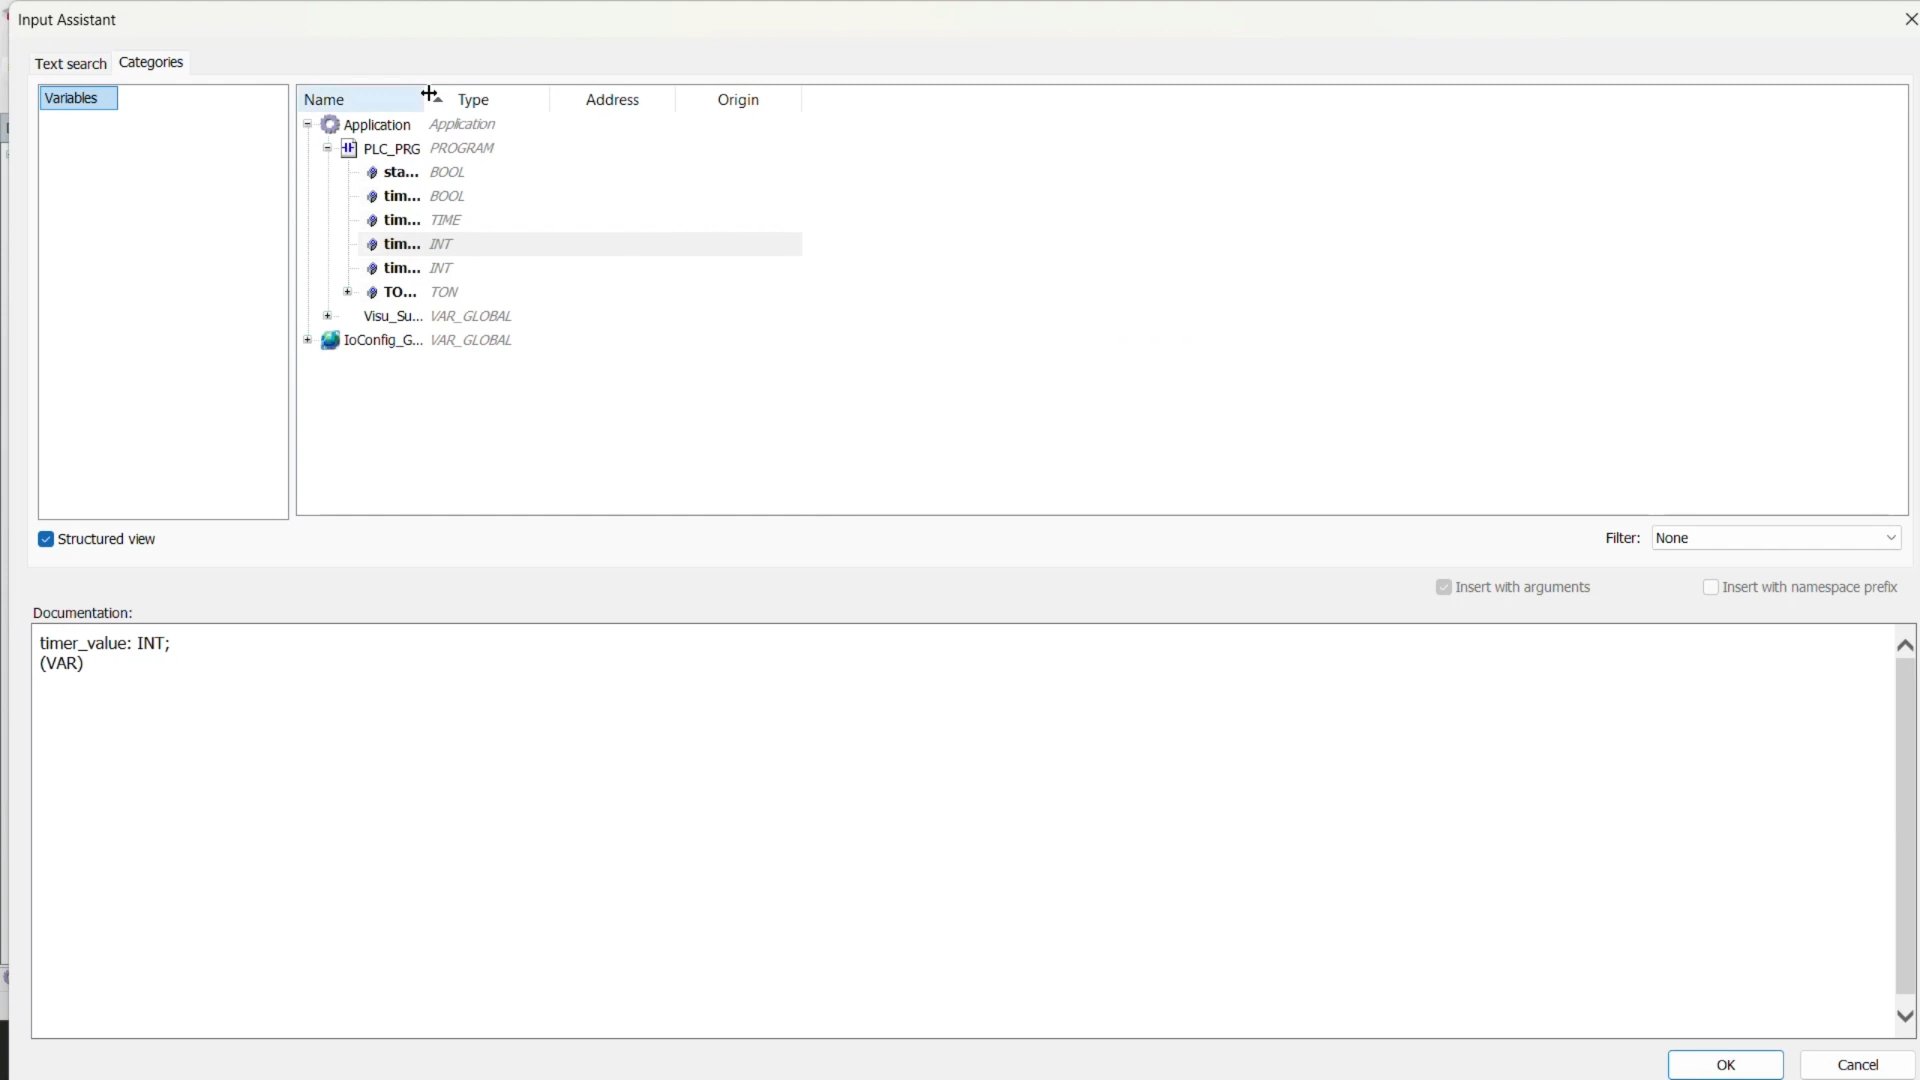 Input Assistant
Text search Categories
Variables
Name Type Address Origin
Application Application
PLC_PRG PROGRAM
sta... BOOL
tim... BOOL
tim... TIME
tim... INT
tim... INT
TO... TON
Visu_Su... VAR_GLOBAL
IoConfig_G... VAR_GLOBAL
Structured view
Filter: None
Insert with arguments Insert with namespace prefix
Documentation:
timer_value: INT;
(VAR)
OK Cancel